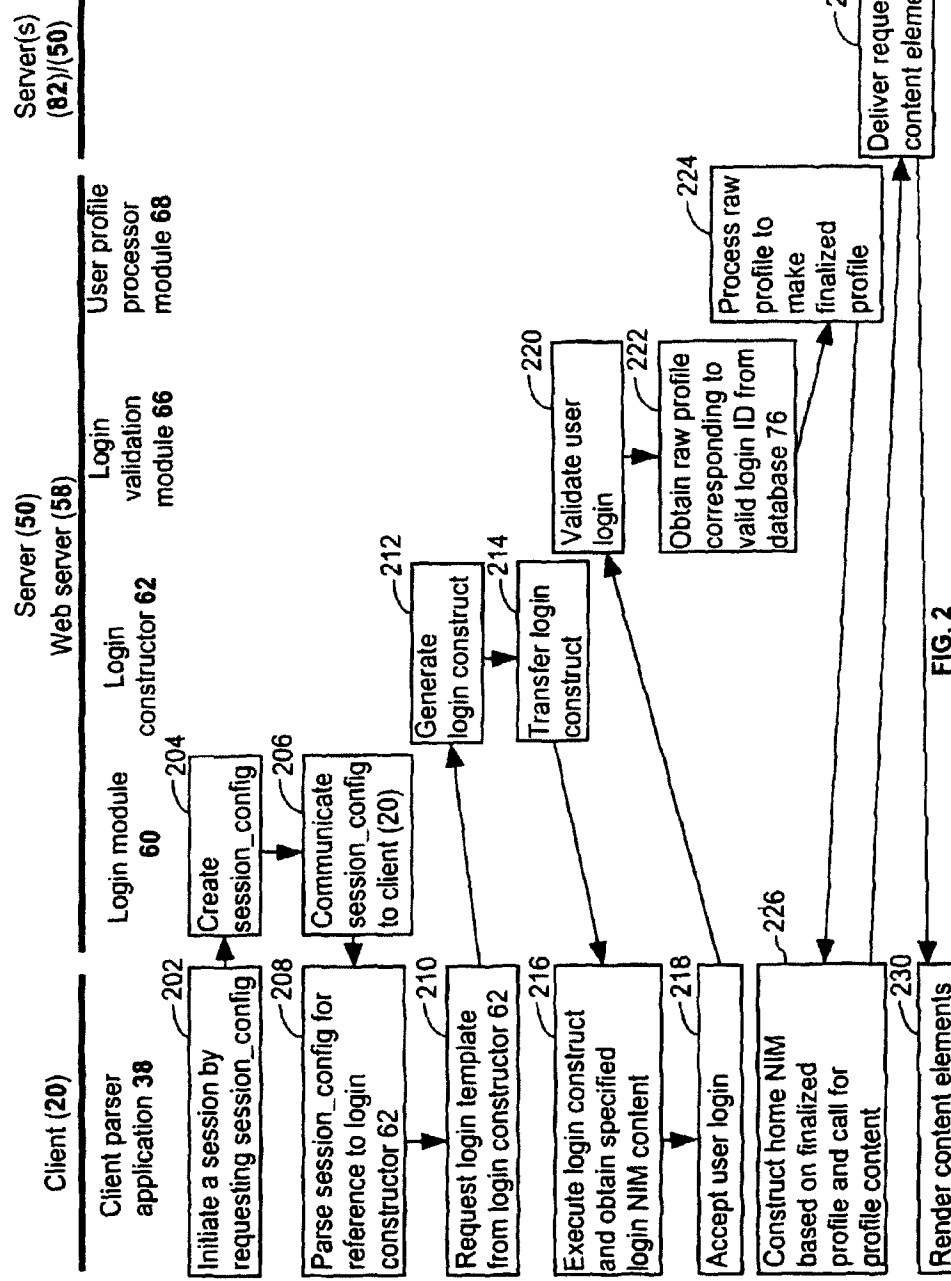 Client (20)
Server (50)
Web server (58)
Server(s)
(82)/(50)
Client parser
application 38
Login module
60
Login
constructor 62
Login
validation
module 66
User profile
processor
module 68
202
Initiate a session by
requesting session_config
204
Create
session_config
206
Communicate
session_config
to client (20)
208
Parse session_config for
reference to login
constructor 62
210
Request login template
from login constructor 62
212
Generate
login construct
214
Transfer login
construct
216
Execute login construct
and obtain specified
login NIM content
218
Accept user login
220
Validate user
login
222
Obtain raw profile
corresponding to
valid login ID from
database 76
224
Process raw
profile to
make
finalized
profile
226
Construct home NIM
based on finalized
profile and call for
profile content
Deliver
content
230
Render content elements
FIG. 2